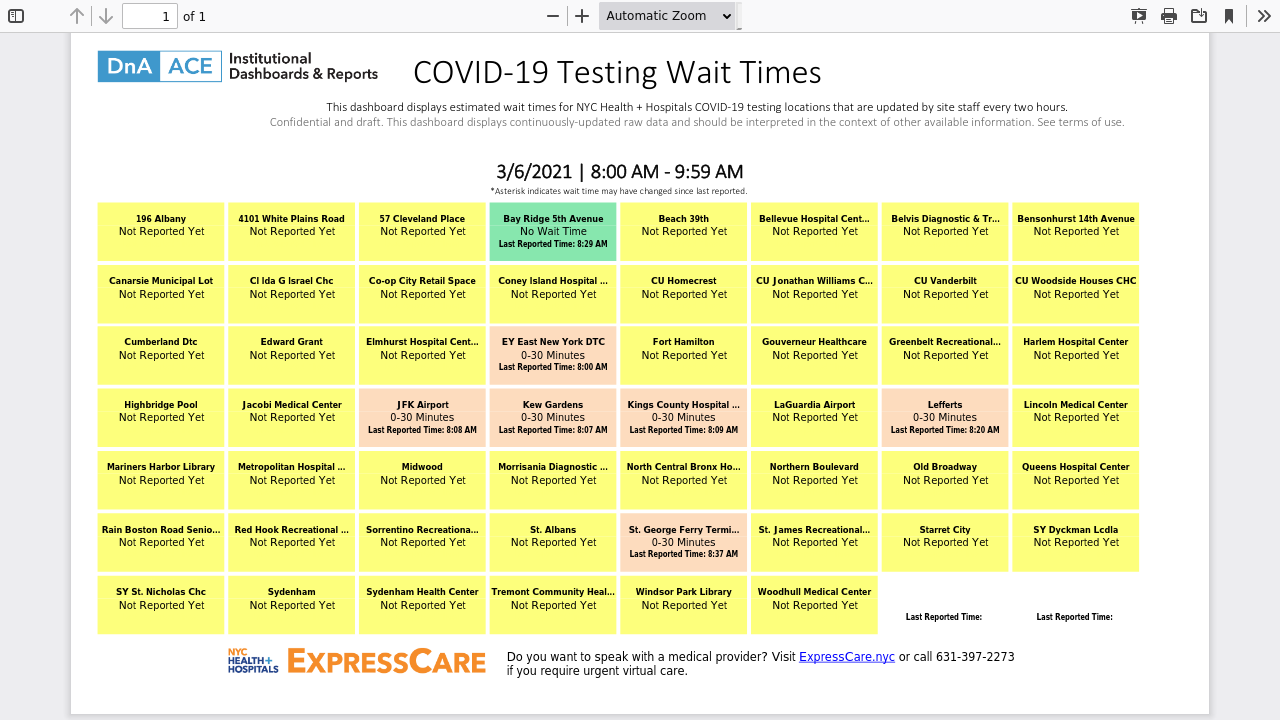 1 of 1 Automatic Zoom
DnA ACE Institutional Dashboards & Reports
COVID-19 Testing Wait Times
This dashboard displays estimated wait times for NYC Health + Hospitals COVID-19 testing locations that are updated by site staff every two hours.
Confidential and draft. This dashboard displays continuously-updated raw data and should be interpreted in the context of other available information. See terms of use.
3/6/2021 | 8:00 AM - 9:59 AM
*Asterisk indicates wait time may have changed since last reported.
196 Albany
Not Reported Yet
4101 White Plains Road
Not Reported Yet
57 Cleveland Place
Not Reported Yet
Bay Ridge 5th Avenue
No Wait Time
Last Reported Time: 8:29 AM
Beach 39th
Not Reported Yet
Bellevue Hospital Cent...
Not Reported Yet
Belvis Diagnostic & Tr...
Not Reported Yet
Bensonhurst 14th Avenue
Not Reported Yet
Canarsie Municipal Lot
Not Reported Yet
CI Ida G Israel Chc
Not Reported Yet
Co-op City Retail Space
Not Reported Yet
Coney Island Hospital ...
Not Reported Yet
CU Homecrest
Not Reported Yet
CU Jonathan Williams C...
Not Reported Yet
CU Vanderbilt
Not Reported Yet
CU Woodside Houses CHC
Not Reported Yet
Cumberland Dtc
Not Reported Yet
Edward Grant
Not Reported Yet
Elmhurst Hospital Cent...
Not Reported Yet
EY East New York DTC
0-30 Minutes
Last Reported Time: 8:00 AM
Fort Hamilton
Not Reported Yet
Gouverneur Healthcare
Not Reported Yet
Greenbelt Recreational...
Not Reported Yet
Harlem Hospital Center
Not Reported Yet
Highbridge Pool
Not Reported Yet
Jacobi Medical Center
Not Reported Yet
JFK Airport
0-30 Minutes
Last Reported Time: 8:08 AM
Kew Gardens
0-30 Minutes
Last Reported Time: 8:07 AM
Kings County Hospital ...
0-30 Minutes
Last Reported Time: 8:09 AM
LaGuardia Airport
Not Reported Yet
Lefferts
0-30 Minutes
Last Reported Time: 8:20 AM
Lincoln Medical Center
Not Reported Yet
Mariners Harbor Library
Not Reported Yet
Metropolitan Hospital ...
Not Reported Yet
Midwood
Not Reported Yet
Morrisania Diagnostic ...
Not Reported Yet
North Central Bronx Ho...
Not Reported Yet
Northern Boulevard
Not Reported Yet
Old Broadway
Not Reported Yet
Queens Hospital Center
Not Reported Yet
Rain Boston Road Senio...
Not Reported Yet
Red Hook Recreational ...
Not Reported Yet
Sorrentino Recreationa...
Not Reported Yet
St. Albans
Not Reported Yet
St. George Ferry Termi...
0-30 Minutes
Last Reported Time: 8:37 AM
St. James Recreational...
Not Reported Yet
Starret City
Not Reported Yet
SY Dyckman Lcdla
Not Reported Yet
SY St. Nicholas Chc
Not Reported Yet
Sydenham
Not Reported Yet
Sydenham Health Center
Not Reported Yet
Tremont Community Heal...
Not Reported Yet
Windsor Park Library
Not Reported Yet
Woodhull Medical Center
Not Reported Yet
Last Reported Time:
Last Reported Time:
NYC
HEALTH+
HOSPITALS
EXPRESSCARE
Do you want to speak with a medical provider? Visit ExpressCare.nyc or call 631-397-2273
if you require urgent virtual care.